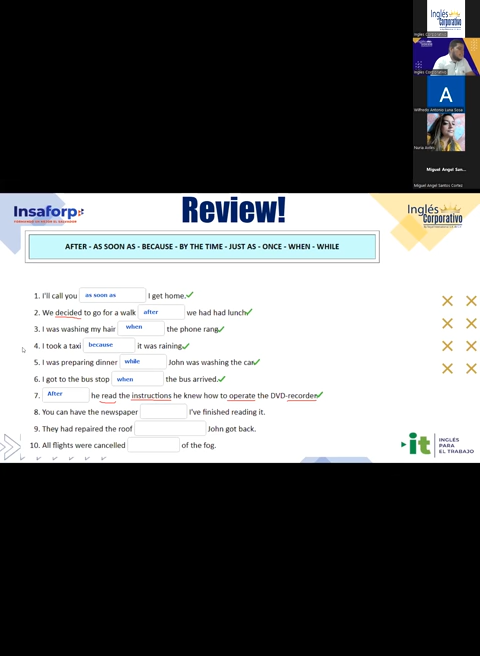 Inglés
Corporativo
Inglés Corporativo
Inglés Corporativo
A
Wilfredo Antonio Luna Sosa
Nuria Avilés
Miguel Angel San...
Miguel Angel Santos Cortez
Insaforp
Review!
Inglés
Corporativo
AFTER - AS SOON AS - BECAUSE - BY THE TIME - JUST AS - ONCE - WHEN - WHILE
1. I'll call you as soon as I get home.
2. We decided to go for a walk after we had had lunch
3. I was washing my hair when the phone rang
4. I took a taxi because it was raining
5. I was preparing dinner while John was washing the car
6. I got to the bus stop when the bus arrived.
7. After he read the instructions he knew how to operate the DVD-recorder
8. You can have the newspaper I've finished reading it.
9. They had repaired the roof John got back.
10. All flights were cancelled of the fog.
it
INGLÉS
PARA
EL TRABAJO